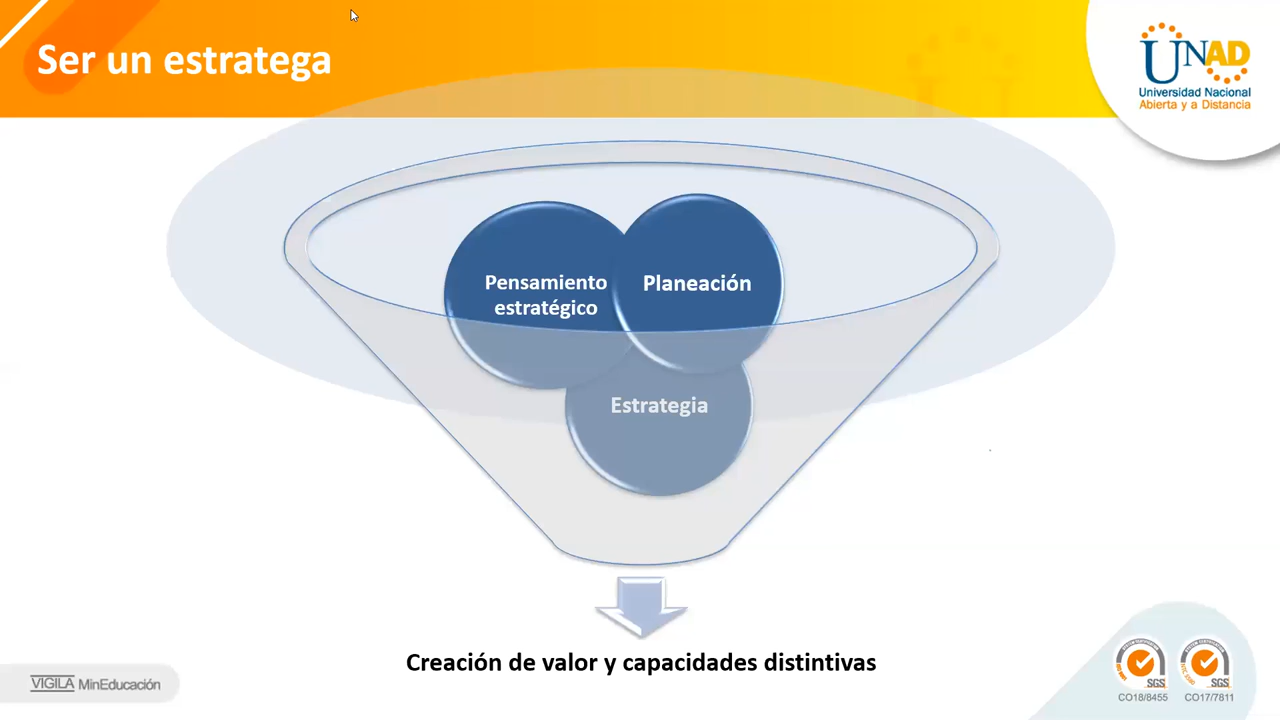 Ser un estratega
UNAD
Universidad Nacional
Abierta y a Distancia
Pensamiento
estratégico
Planeación
Estrategia
Creación de valor y capacidades distintivas
VIGILA MinEducación
SGS
CO18/8455
SGS
CO17/7811